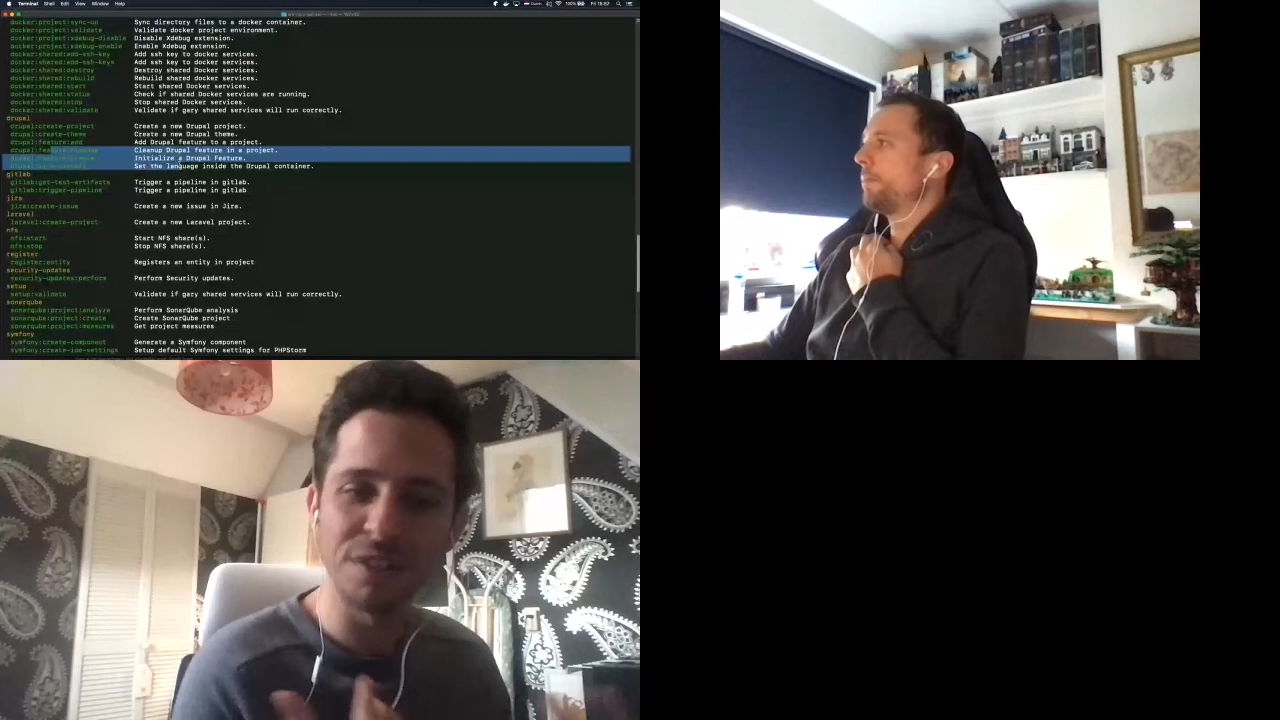 Terminal Shell Edit View Window Help
docker:project:sync-up Sync directory files to a docker container.
docker:project:validate Validate docker project environment.
docker:project:xdebug-disable Disable Xdebug extension.
docker:project:xdebug-enable Enable Xdebug extension.
docker:shared:add-ssh-key Add ssh key to docker services.
docker:shared:add-ssh-keys Add ssh key to docker services.
docker:shared:destroy Destroy shared Docker services.
docker:shared:rebuild Rebuild shared Docker services.
docker:shared:start Start shared Docker services.
docker:shared:status Check if shared Docker services are running.
docker:shared:stop Stop shared Docker services.
docker:shared:validate Validate if gary shared services will run correctly.
drupal
drupal:create-project Create a new Drupal project.
drupal:create-theme Create a new Drupal theme.
drupal:feature:add Add Drupal feature to a project.
drupal:feature:cleanup Cleanup Drupal feature in a project.
Initialize a Drupal Feature.
Set the language inside the Drupal container.
gitlab
gitlab:get-test-artifacts Trigger a pipeline in gitlab.
gitlab:trigger-pipeline Trigger a pipeline in gitlab
jira
jira:create-issue Create a new issue in Jira.
laravel
laravel:create-project Create a new Laravel project.
nfs
nfs:start Start NFS share(s).
nfs:stop Stop NFS share(s).
register
register:entity Registers an entity in project
security-updates
security-updates:perform Perform Security updates.
setup
setup:validate Validate if gary shared services will run correctly.
sonarqube
sonarqube:project:analyze Perform SonarQube analysis
sonarqube:project:create Create SonarQube project
sonarqube:project:measures Get project measures
symfony
symfony:create-component Generate a Symfony component
symfony:create-ide-settings Setup default Symfony settings for PHPStorm